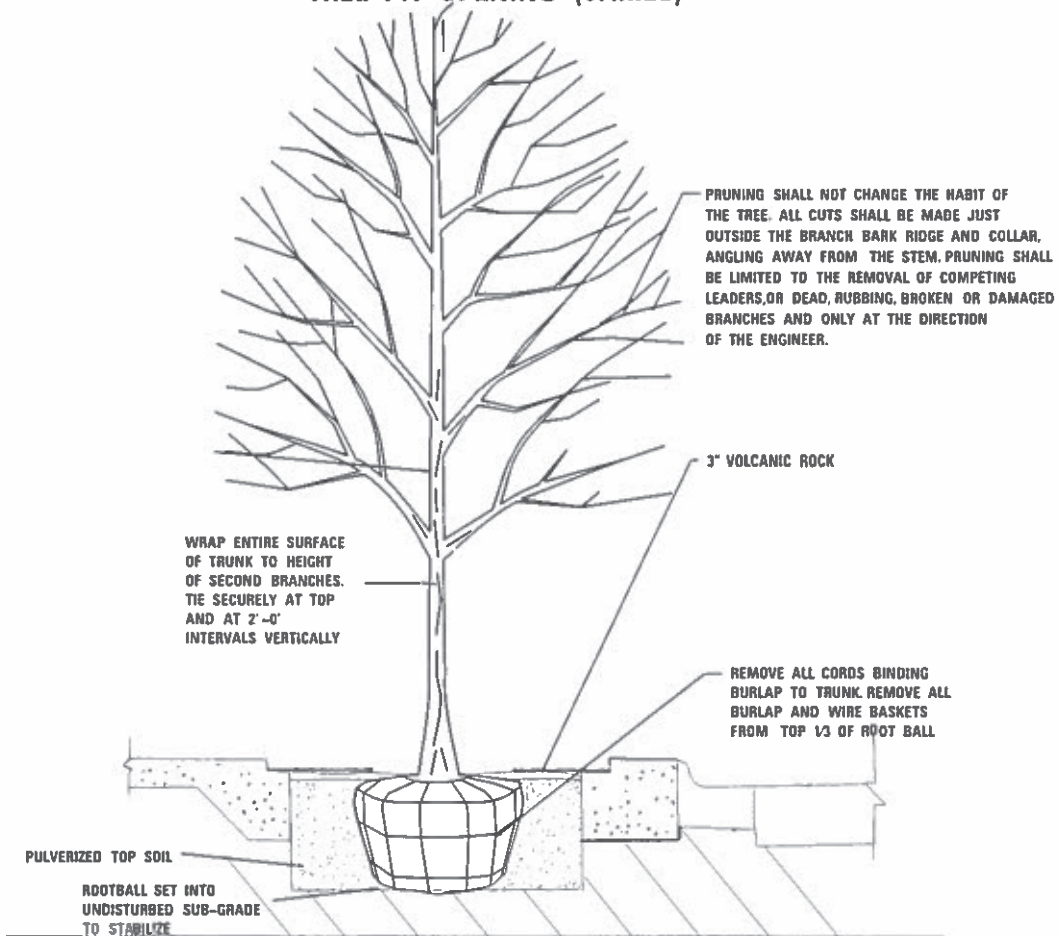 PRUNING SHALL NOT CHANGE THE HABIT OF
THE TREE. ALL CUTS SHALL BE MADE JUST
OUTSIDE THE BRANCH BARK RIDGE AND COLLAR,
ANGLING AWAY FROM THE STEM. PRUNING SHALL
BE LIMITED TO THE REMOVAL OF COMPETING
LEADERS,OR DEAD, RUBBING, BROKEN OR DAMAGED
BRANCHES AND ONLY AT THE DIRECTION
OF THE ENGINEER.
3" VOLCANIC ROCK
WRAP ENTIRE SURFACE
OF TRUNK TO HEIGHT
OF SECOND BRANCHES.
TIE SECURELY AT TOP
AND AT 2'-0"
INTERVALS VERTICALLY
REMOVE ALL CORDS BINDING
BURLAP TO TRUNK. REMOVE ALL
BURLAP AND WIRE BASKETS
FROM TOP 1/3 OF ROOT BALL
PULVERIZED TOP SOIL
ROOTBALL SET INTO
UNDISTURBED SUB-GRADE
TO STABILIZE